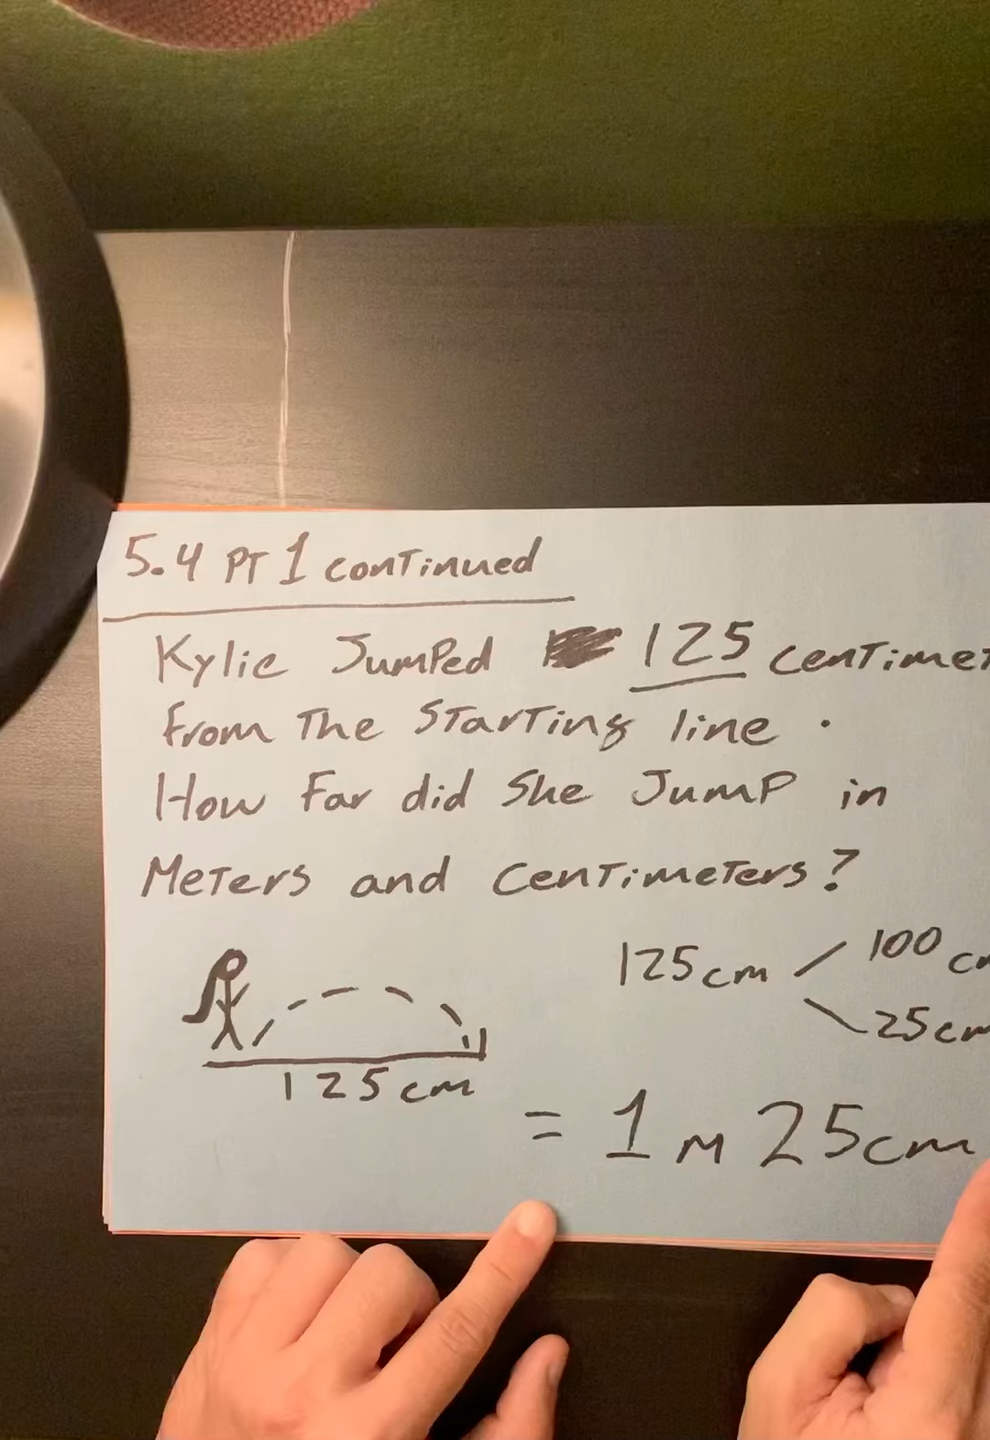 5.4 PT 1 continued
Kylie Jumped 125 centimet
from the starting line .
How far did she Jump in
Meters and centimeters?
125cm 100 cm
25cm
125cm
= 1 m 25cm